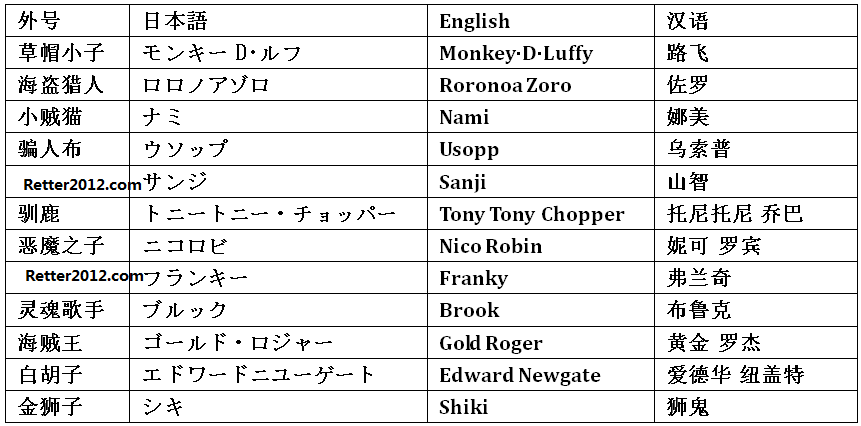 外号 日本語 English 汉语
草帽小子 モンキー D・ルフ Monkey·D·Luffy 路飞
海盗猎人 ロロノアゾロ Roronoa Zoro 佐罗
小贼猫 ナミ Nami 娜美
骗人布 ウソップ Usopp 乌索普
Retter2012.com サンジ Sanji 山智
驯鹿 トニートニー・チョッパー Tony Tony Chopper 托尼托尼 乔巴
恶魔之子 ニコロビ Nico Robin 妮可 罗宾
Retter2012.com フランキー Franky 弗兰奇
灵魂歌手 ブルック Brook 布鲁克
海贼王 ゴールド・ロジャー Gold Roger 黄金 罗杰
白胡子 エドワードニューゲート Edward Newgate 爱德华 纽盖特
金狮子 シキ Shiki 狮鬼